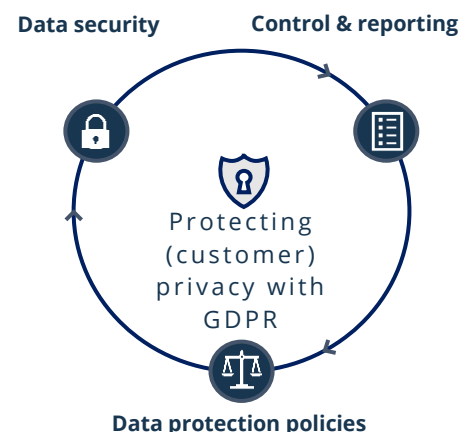 Data security
Control & reporting
Protecting
(customer)
privacy with
GDPR
Data protection policies